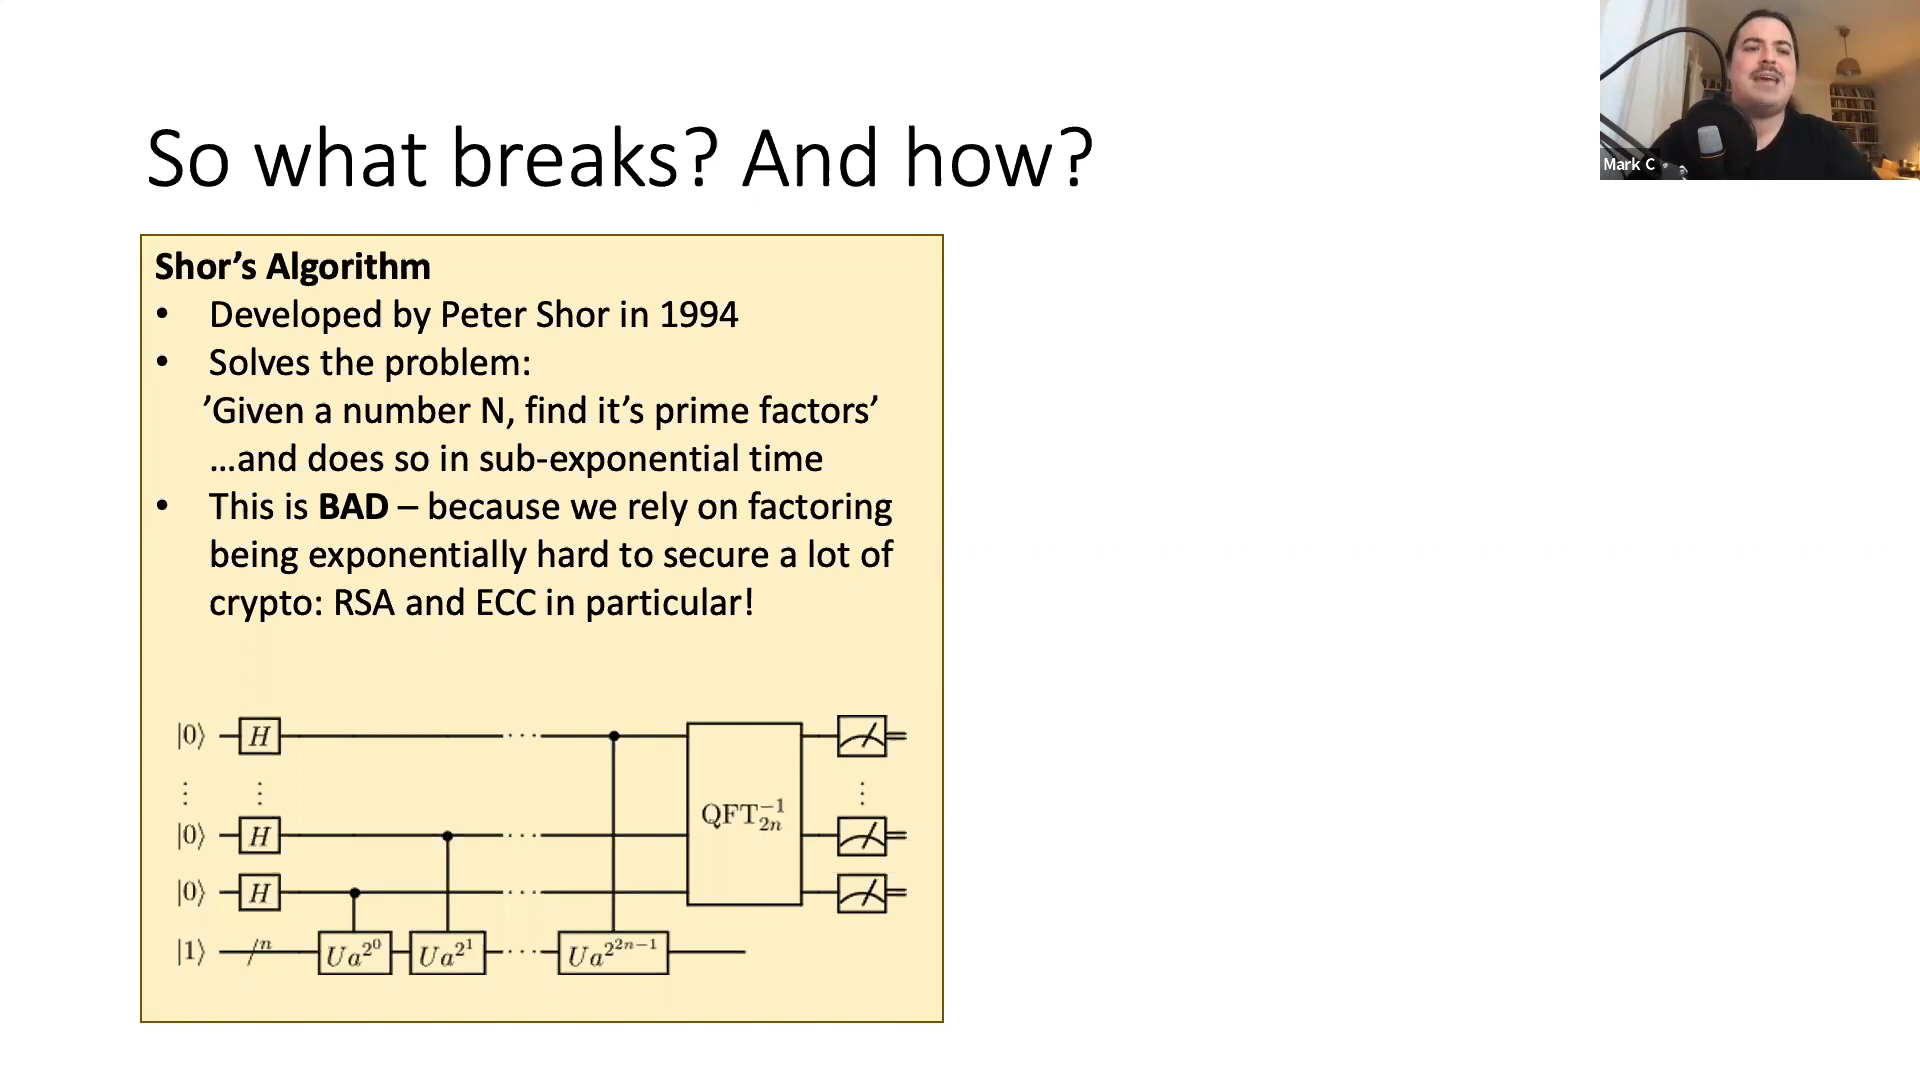 So what breaks? And how?
Mark C
Shor’s Algorithm
• Developed by Peter Shor in 1994
• Solves the problem:
’Given a number N, find it’s prime factors’
...and does so in sub-exponential time
• This is BAD – because we rely on factoring
being exponentially hard to secure a lot of
crypto: RSA and ECC in particular!
|0⟩ H ···
⋮ ⋮ ⋮
|0⟩ H ··· QFT₂ₙ⁻¹
|0⟩ H ···
|1⟩ /n Ua^{2^0} Ua^{2^1} ··· Ua^{2^{2n−1}}